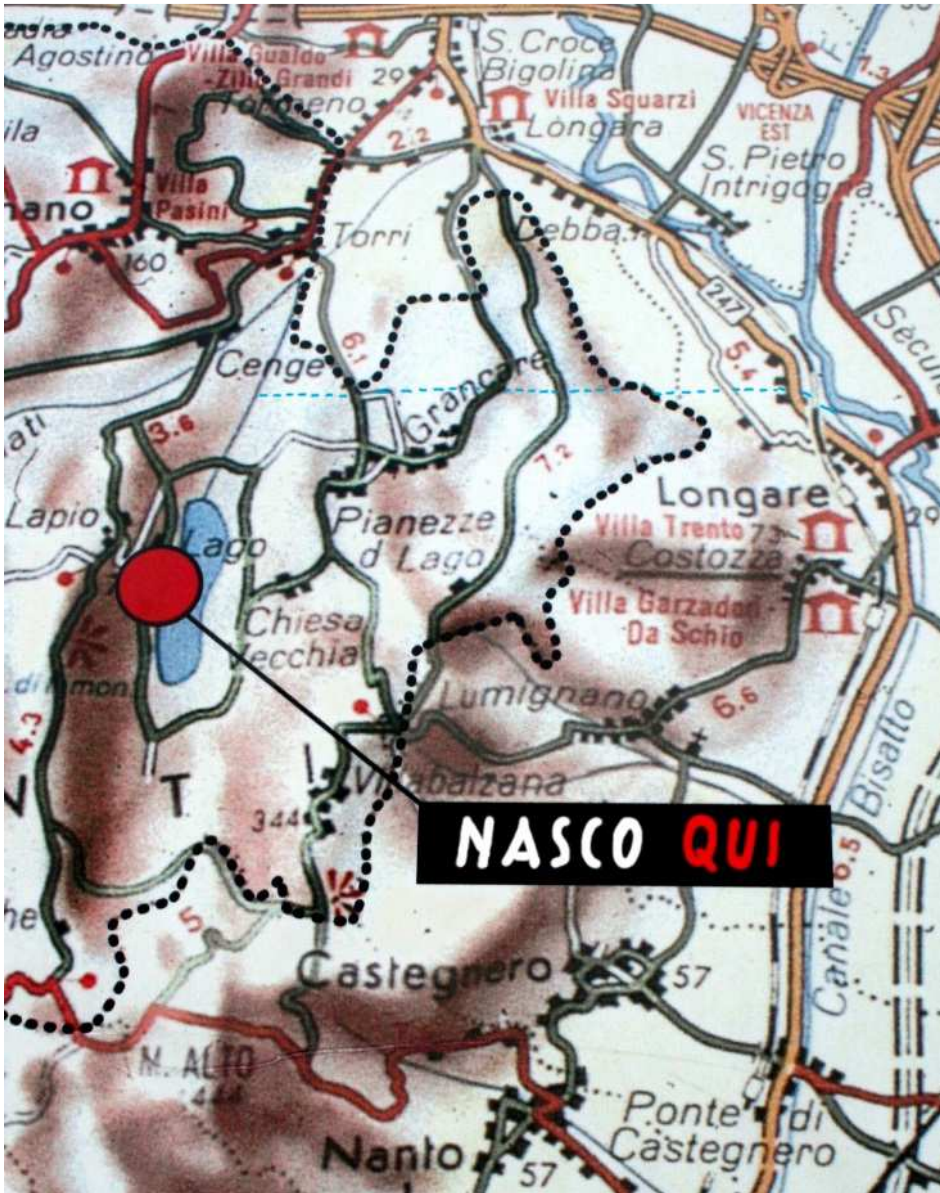 Agostino
Villa Gualdo
-Zilio Grandi
29
Tormeno
S. Croce
Bigolina
Villa Squarzi
Longara
2.2
7.3
VICENZA
EST
S. Pietro
Intrigogna
Villa
Pasini
160
Torri
Debba
247
5.4
Cenge
6.1
Grancare
3.6
7.2
Lapio
Lago
Pianezze
d Lago
Longare
Villa Trento 73
Costozza
29
Villa Garzadori-
Da Schio
Chiesa
Vecchia
Lumignano
6.6
4.3
Bisatto
Canale
6.5
T
I
344
NASCO QUI
5
Castegnero
57
M. ALTO
444
Nanto
57
Ponte di
Castegnero